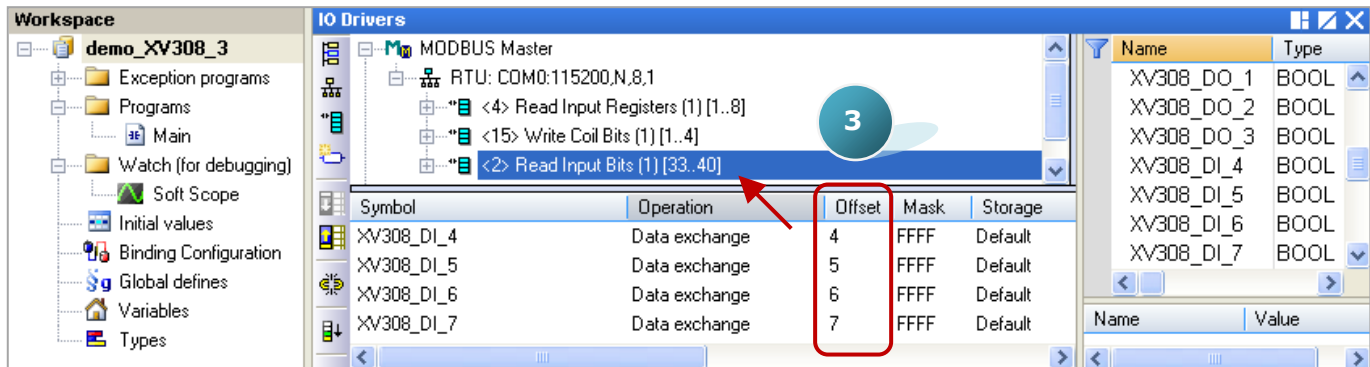 Workspace
demo_XV308_3
Exception programs
Programs
Main
Watch (for debugging)
Soft Scope
Initial values
Binding Configuration
Global defines
Variables
Types
IO Drivers
MODBUS Master
RTU: COM0:115200,N,8,1
<4> Read Input Registers (1) [1..8]
<15> Write Coil Bits (1) [1..4]
<2> Read Input Bits (1) [33..40]
3
Symbol Operation Offset Mask Storage
XV308_DI_4 Data exchange 4 FFFF Default
XV308_DI_5 Data exchange 5 FFFF Default
XV308_DI_6 Data exchange 6 FFFF Default
XV308_DI_7 Data exchange 7 FFFF Default
Name Type
XV308_DO_1 BOOL
XV308_DO_2 BOOL
XV308_DO_3 BOOL
XV308_DI_4 BOOL
XV308_DI_5 BOOL
XV308_DI_6 BOOL
XV308_DI_7 BOOL
Name Value